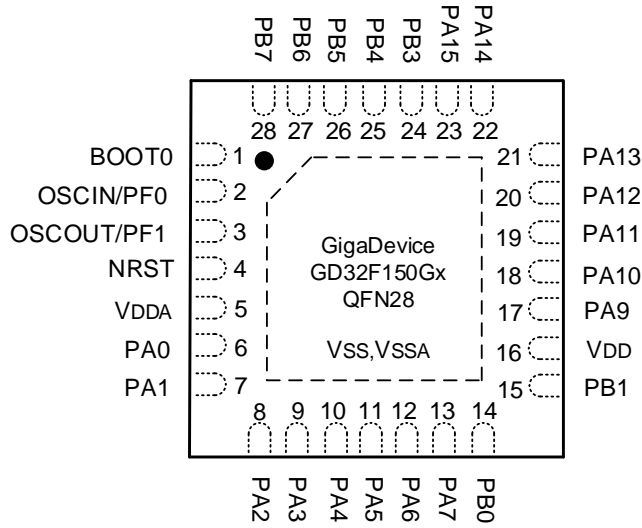 PB7 PB6 PB5 PB4 PB3 PA15 PA14
28 27 26 25 24 23 22
BOOT0 1
OSCIN/PF0 2
OSCOUT/PF1 3
NRST 4
VDDA 5
PA0 6
PA1 7
21 PA13
20 PA12
19 PA11
18 PA10
17 PA9
16 VDD
15 PB1
GigaDevice
GD32F150Gx
QFN28
VSS,VSSA
8 9 10 11 12 13 14
PA2 PA3 PA4 PA5 PA6 PA7 PB0